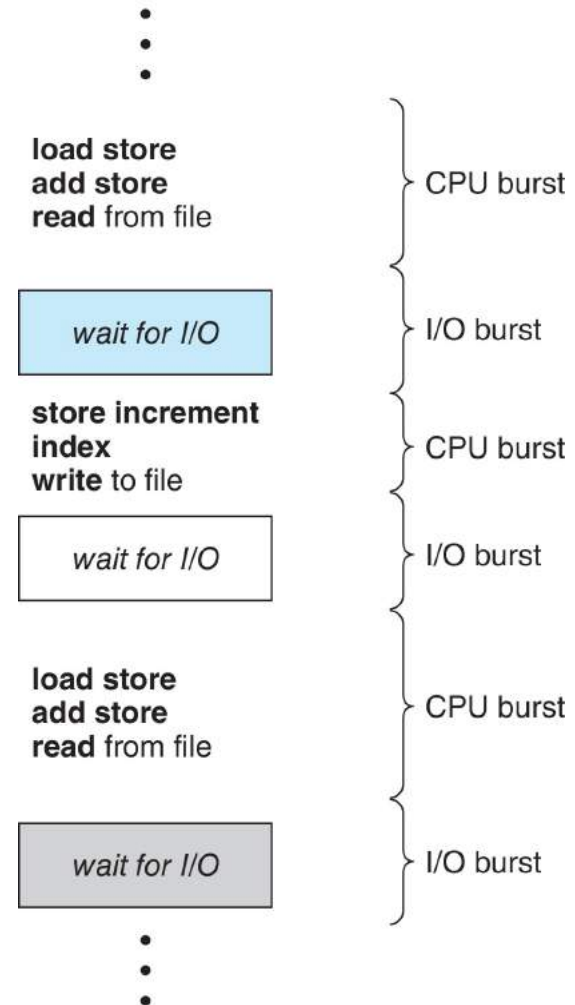 load store
add store
read from file
CPU burst
wait for I/O
I/O burst
store increment
index
write to file
CPU burst
wait for I/O
I/O burst
load store
add store
read from file
CPU burst
wait for I/O
I/O burst